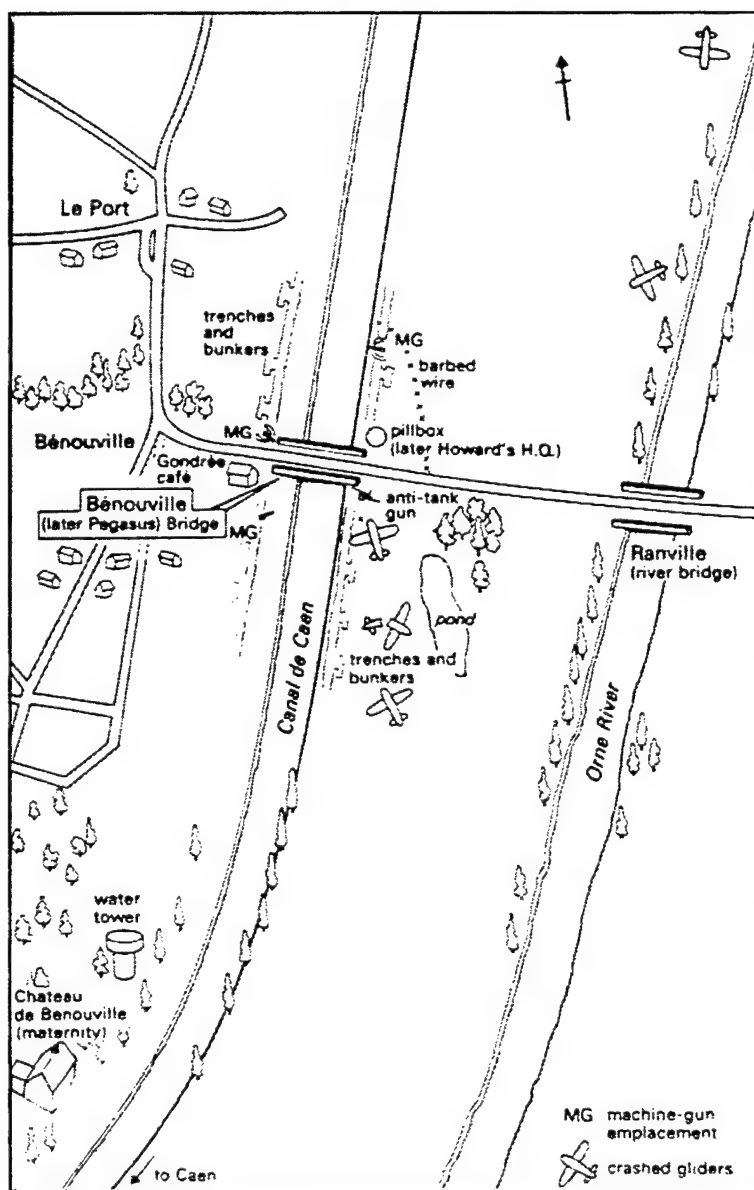 Le Port
trenches
and
bunkers
MG
barbed
wire
Bénouville
MG
pillbox
(later Howard's H.Q.)
Gondrée
café
Bénouville
(later Pegasus) Bridge
anti-tank
gun
MG
Ranville
(river bridge)
pond
trenches and
bunkers
Canal de Caen
Orne River
water
tower
Chateau
de Benouville
(maternity)
to Caen
MG machine-gun
emplacement
crashed gliders